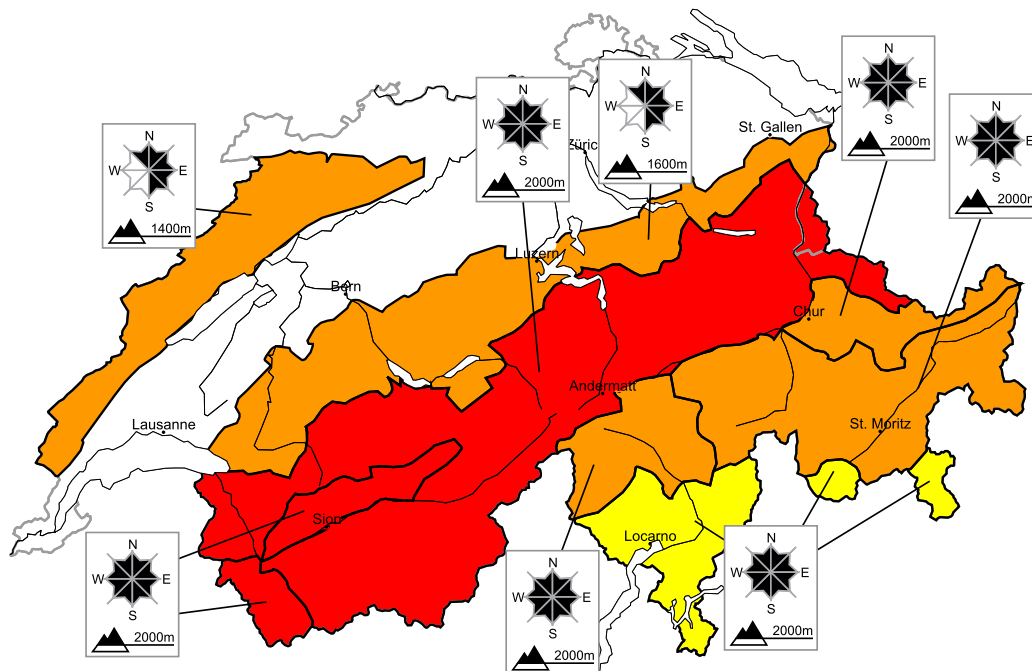 N
W E
S
2000m
N
W E
S
2000m
N
W E
S
1600m
N
W E
S
2000m
N
W E
S
1400m
St. Gallen
Züric
Luzern
Bern
Chur
Andermatt
Lausanne
St. Moritz
Sion
Locarno
N
W E
S
2000m
N
W E
S
2000m
N
W E
S
2000m